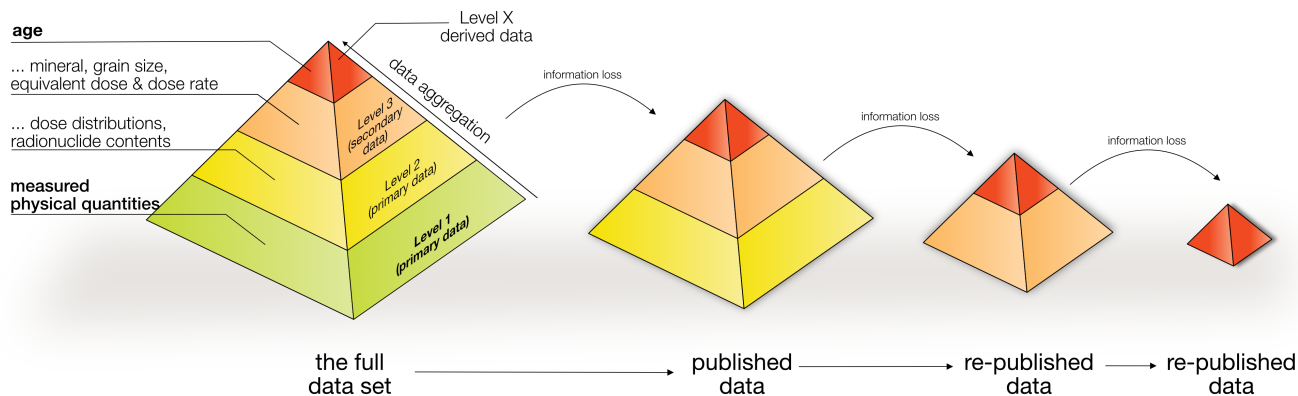 age
... mineral, grain size,
equivalent dose & dose rate
... dose distributions,
radionuclide contents
measured
physical quantities
Level X
derived data
data aggregation
Level 3
(secondary
data)
Level 2
(primary data)
Level 1
(primary data)
information loss
information loss
information loss
the full
data set
published
data
re-published
data
re-published
data